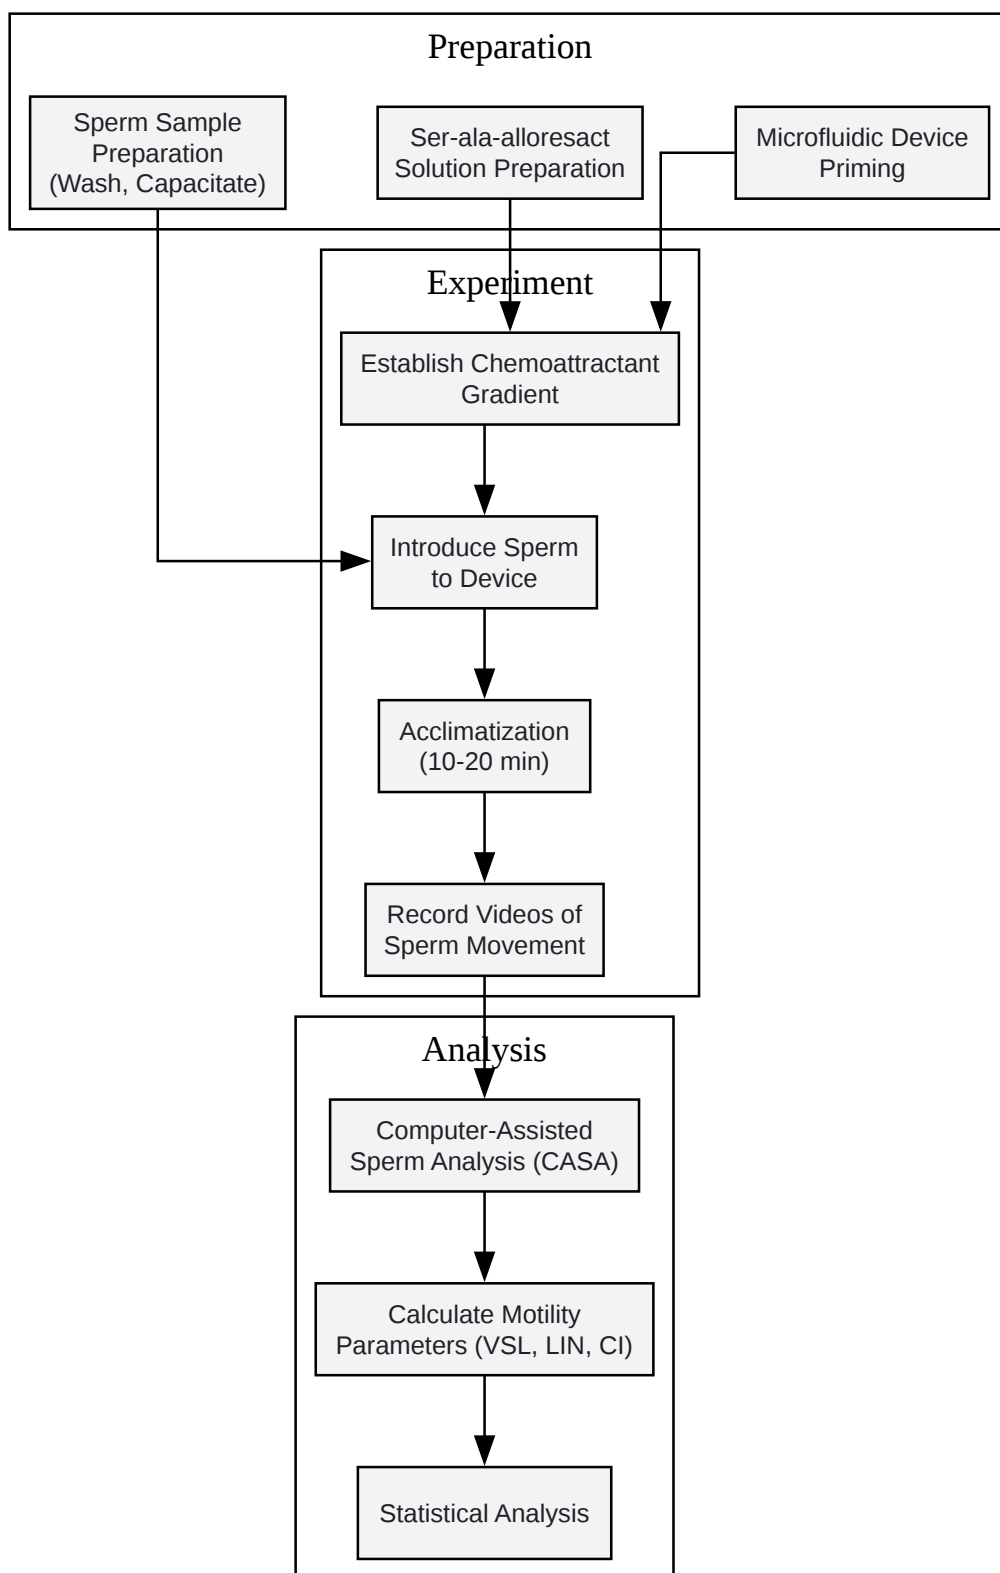 Preparation
Sperm Sample
Preparation
(Wash, Capacitate)
Ser-ala-alloresact
Solution Preparation
Microfluidic Device
Priming
Experiment
Establish Chemoattractant
Gradient
Introduce Sperm
to Device
Acclimatization
(10-20 min)
Record Videos of
Sperm Movement
Analysis
Computer-Assisted
Sperm Analysis (CASA)
Calculate Motility
Parameters (VSL, LIN, CI)
Statistical Analysis